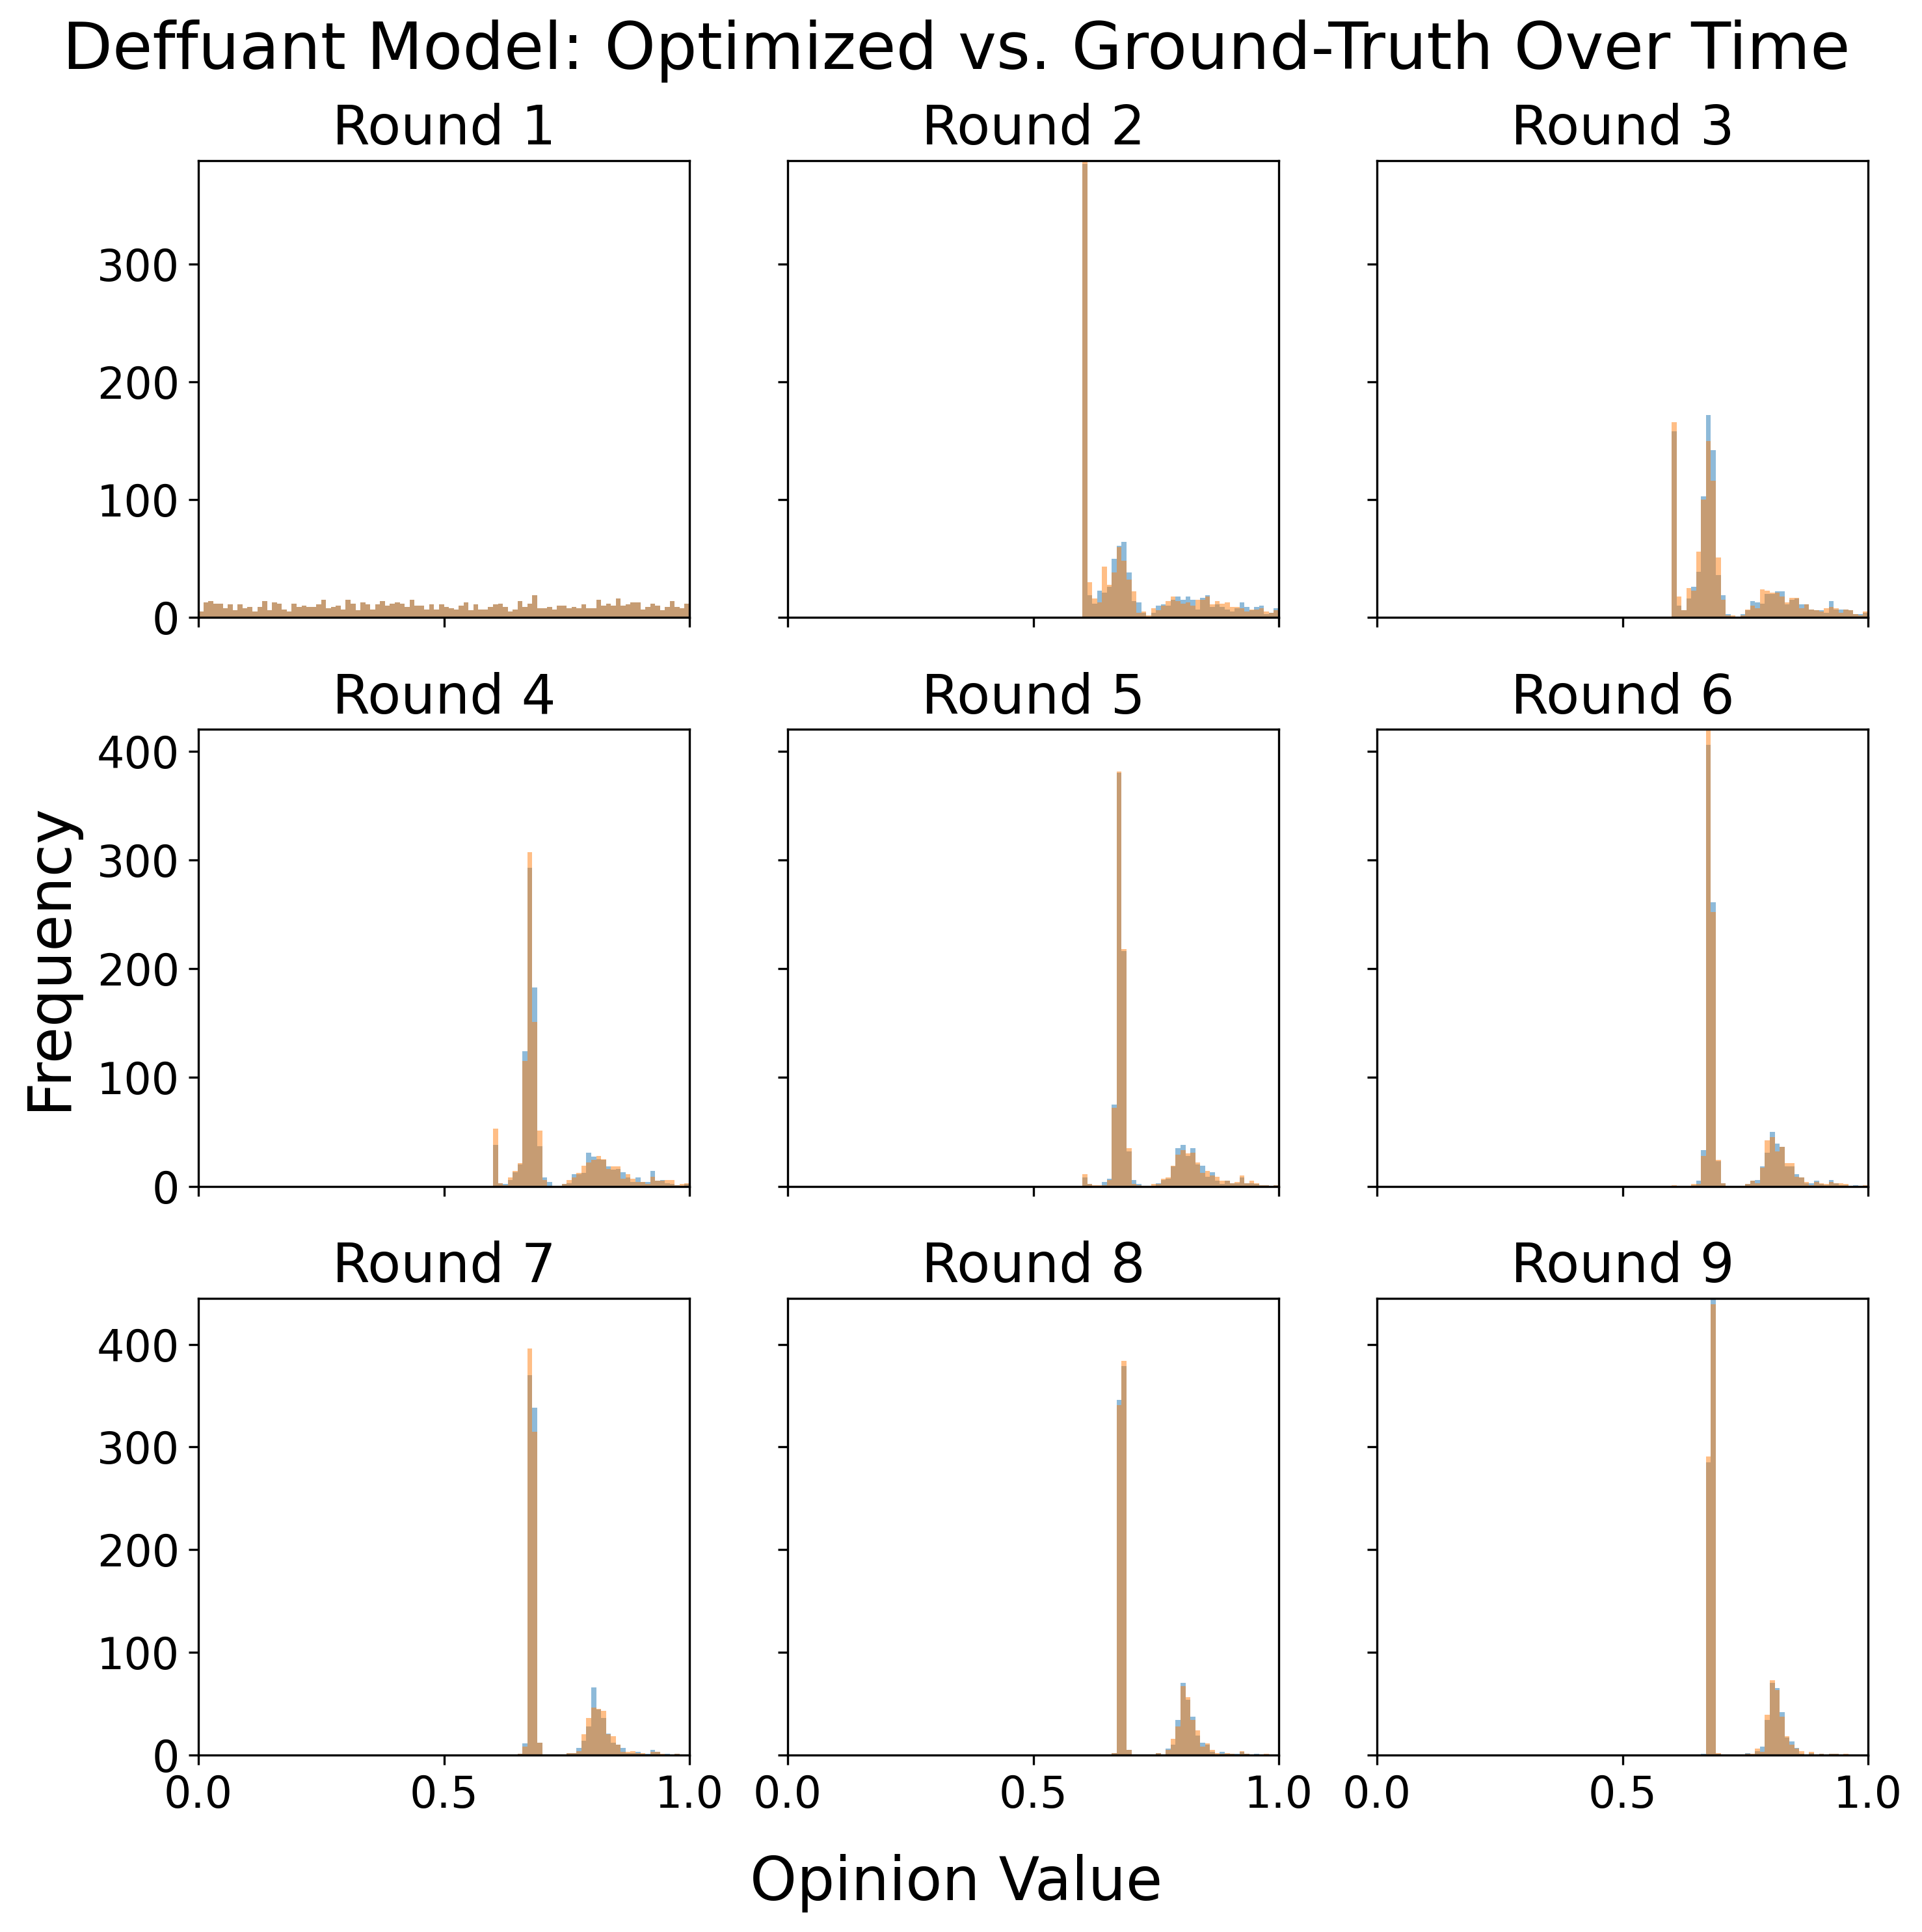 Deffuant Model: Optimized vs. Ground-Truth Over Time
Round 1
Round 2
Round 3
300
200
100
0
Round 4
Round 5
Round 6
400
300
200
100
0
Frequency
Round 7
Round 8
Round 9
400
300
200
100
0
0.0 0.5 1.0
0.0 0.5 1.0
0.0 0.5 1.0
Opinion Value